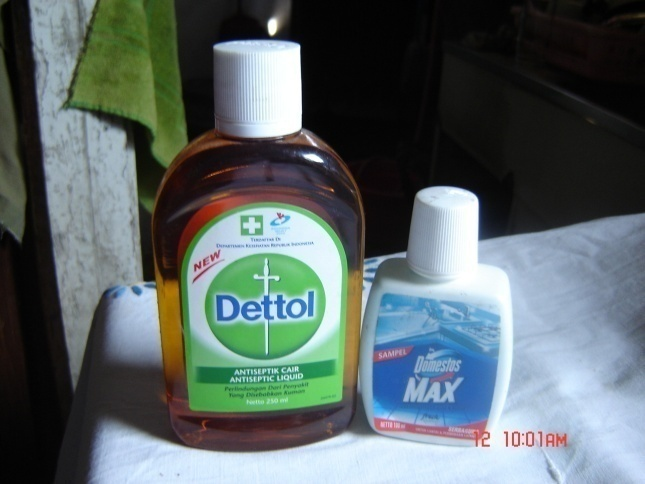 TERDAFTAR DI
DEPARTEMEN KESEHATAN REPUBLIK INDONESIA
NEW
Dettol
ANTISEPTIK CAIR
ANTISEPTIC LIQUID
Perlindungan Dari Penyakit
Yang Disebabkan Kuman
Netto 250 ml
SAMPEL
Domestos
MAX
12 10:01AM